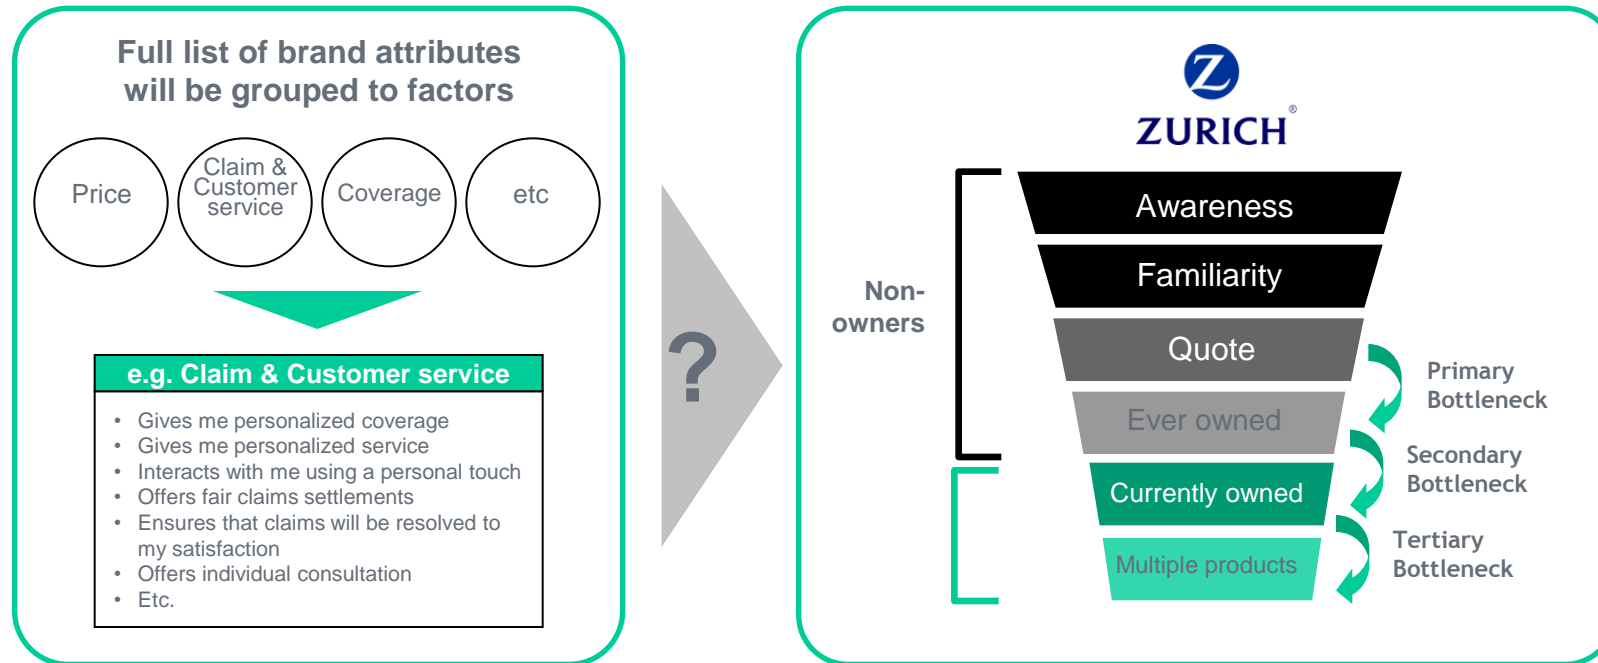 Full list of brand attributes
will be grouped to factors
Price
Claim &
Customer
service
Coverage
etc
e.g. Claim & Customer service
• Gives me personalized coverage
• Gives me personalized service
• Interacts with me using a personal touch
• Offers fair claims settlements
• Ensures that claims will be resolved to
my satisfaction
• Offers individual consultation
• Etc.
?
Z
ZURICH®
Non-
owners
Awareness
Familiarity
Quote
Ever owned
Currently owned
Multiple products
Primary
Bottleneck
Secondary
Bottleneck
Tertiary
Bottleneck